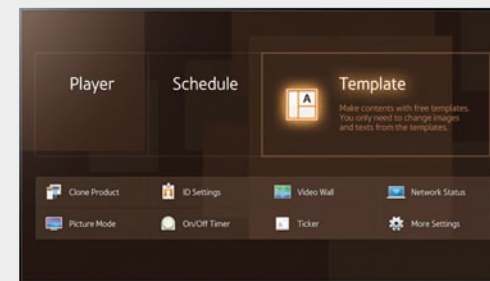 Player
Schedule
Template
Make contents with free templates.
You only need to change images
and texts from the templates.
Clone Product
ID Settings
Video Wall
Network Status
Picture Mode
On/Off Timer
Ticker
More Settings